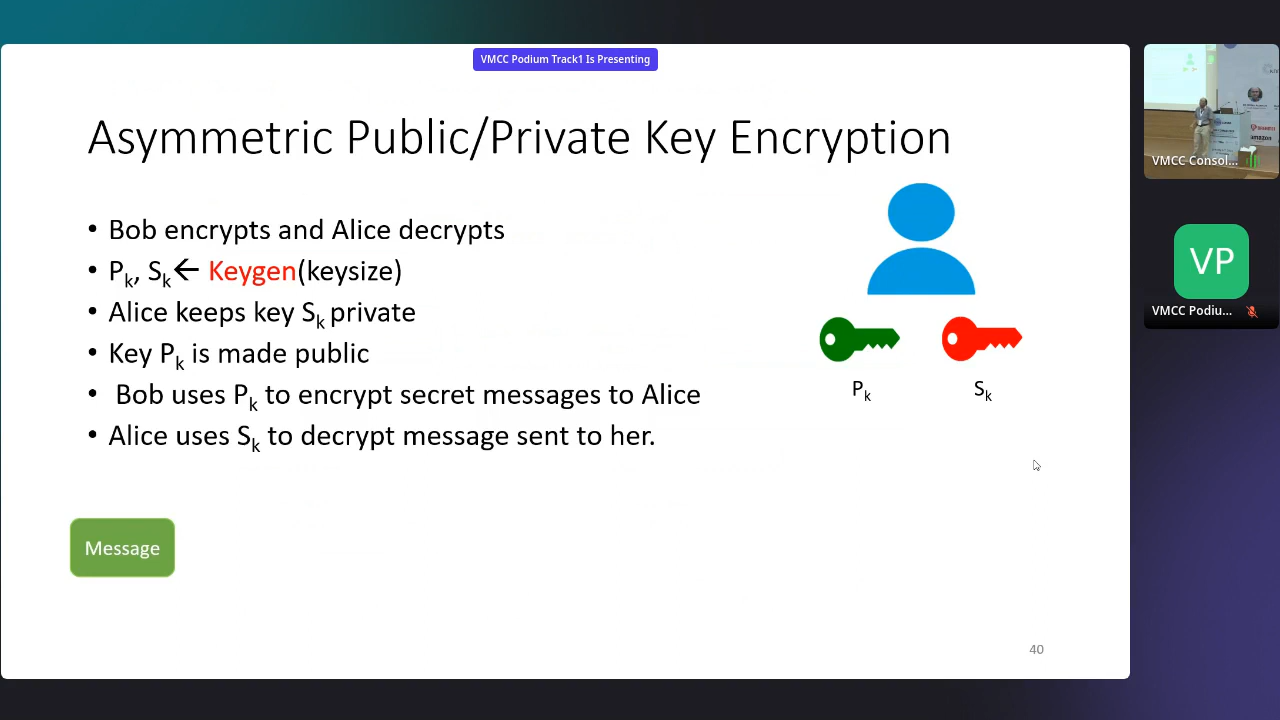 VMCC Podium Track1 Is Presenting
Asymmetric Public/Private Key Encryption
• Bob encrypts and Alice decrypts
• Pk, Sk← Keygen(keysize)
• Alice keeps key Sk private
• Key Pk is made public
• Bob uses Pk to encrypt secret messages to Alice
• Alice uses Sk to decrypt message sent to her.
Pk
Sk
Message
40
amazon
VMCC Consol...
VP
VMCC Podiu...